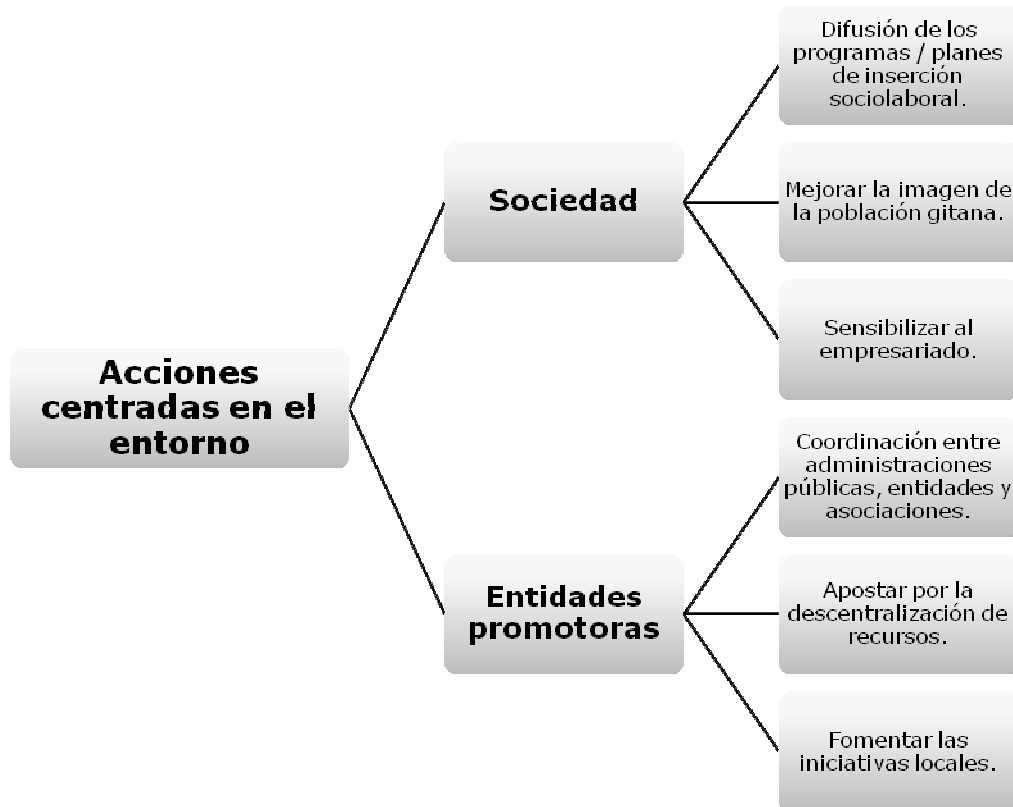 Acciones
centradas en el
entorno
Sociedad
Difusión de los
programas / planes
de inserción
sociolaboral.
Mejorar la imagen de
la población gitana.
Sensibilizar al
empresariado.
Entidades
promotoras
Coordinación entre
administraciones
públicas, entidades y
asociaciones.
Apostar por la
descentralización de
recursos.
Fomentar las
iniciativas locales.